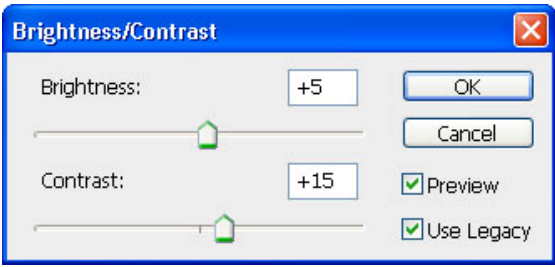 Brightness/Contrast
Brightness: +5
OK
Cancel
Contrast: +15
Preview
Use Legacy